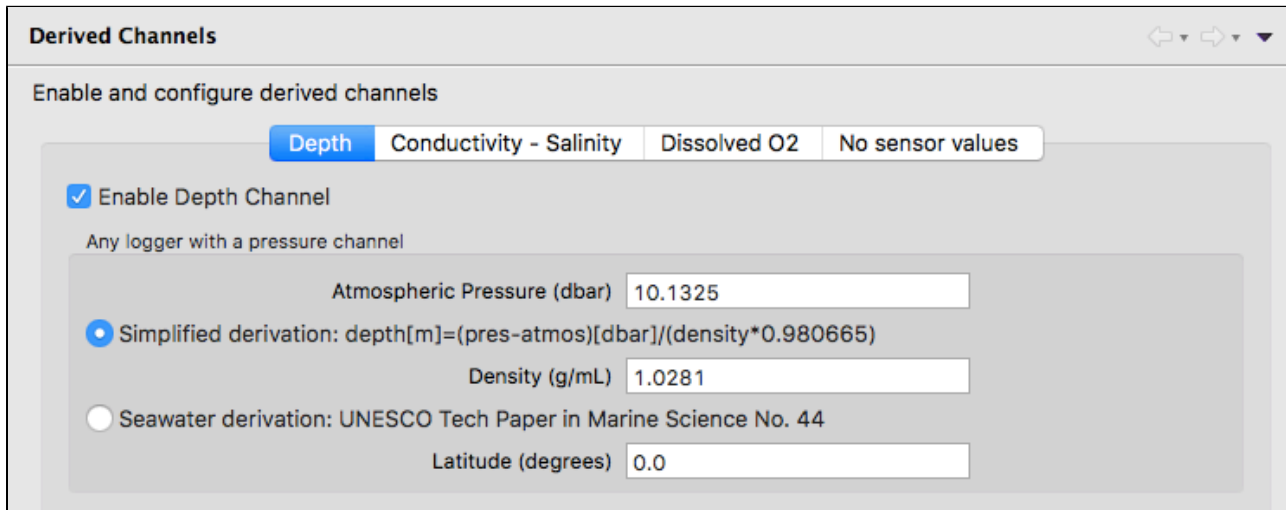 Derived Channels
Enable and configure derived channels
Depth Conductivity - Salinity Dissolved O2 No sensor values
Enable Depth Channel
Any logger with a pressure channel
Atmospheric Pressure (dbar) 10.1325
Simplified derivation: depth[m]=(pres-atmos)[dbar]/(density*0.980665)
Density (g/mL) 1.0281
Seawater derivation: UNESCO Tech Paper in Marine Science No. 44
Latitude (degrees) 0.0